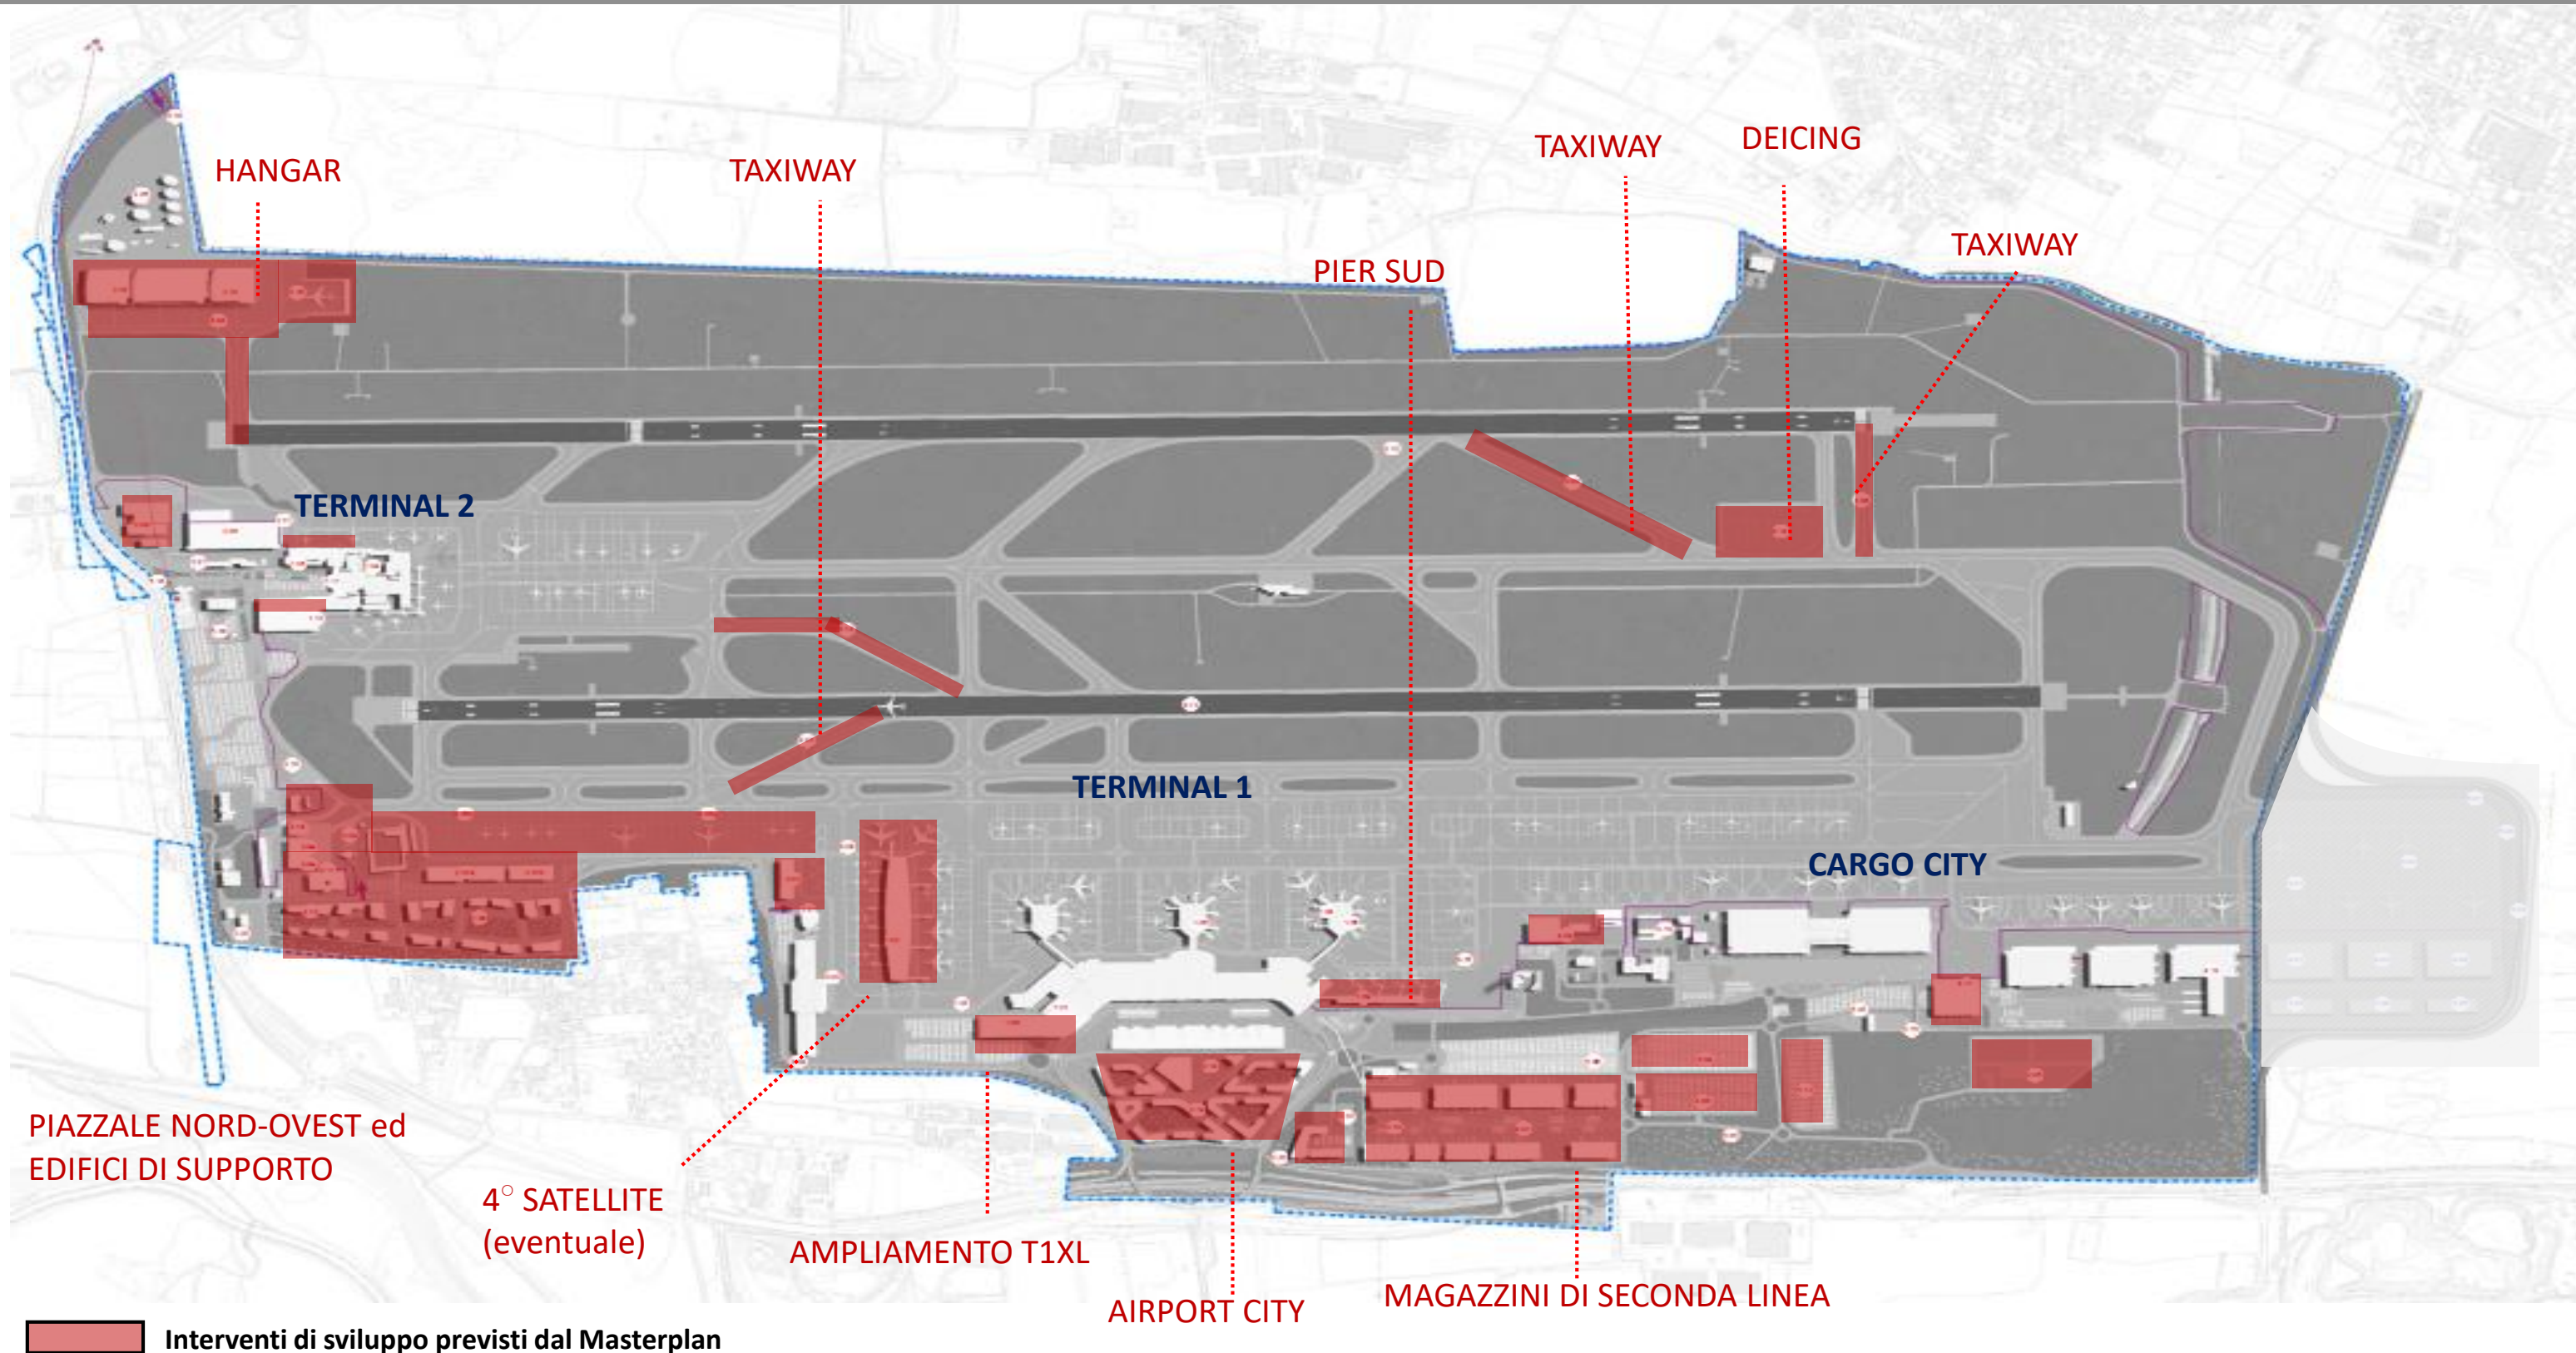 HANGAR
TAXIWAY
TAXIWAY
DEICING
TAXIWAY
PIER SUD
TERMINAL 2
TERMINAL 1
CARGO CITY
PIAZZALE NORD-OVEST ed
EDIFICI DI SUPPORTO
4° SATELLITE
(eventuale)
AMPLIAMENTO T1XL
AIRPORT CITY
MAGAZZINI DI SECONDA LINEA
Interventi di sviluppo previsti dal Masterplan